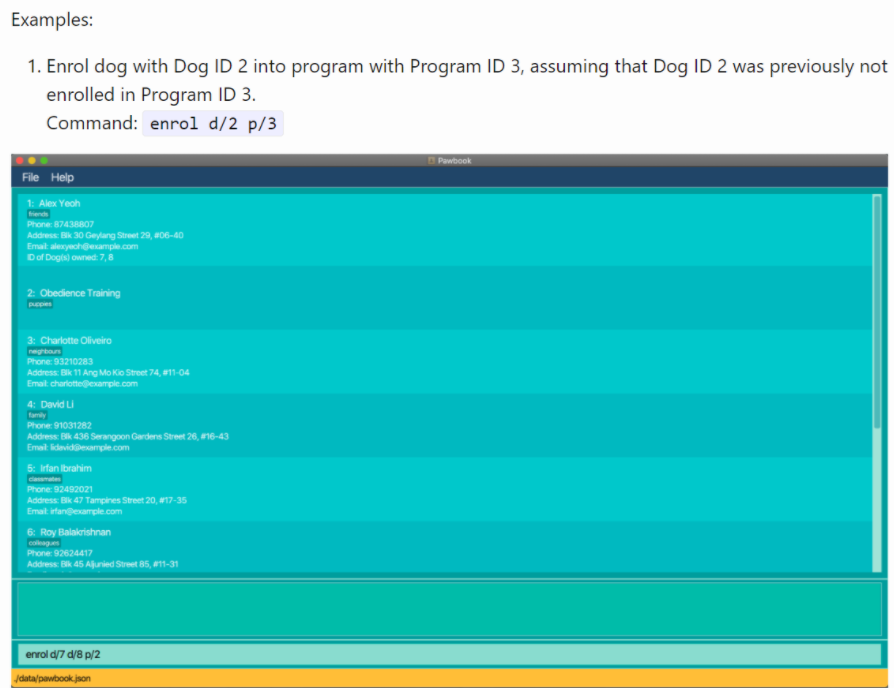 Examples:
1. Enrol dog with Dog ID 2 into program with Program ID 3, assuming that Dog ID 2 was previously not
enrolled in Program ID 3.
Command: enrol d/2 p/3
Pawbook
File Help
1: Alex Yeoh
friends
Phone: 87438807
Address: Blk 30 Geylang Street 29, #06-40
Email: alexyeoh@example.com
ID of Dog(s) owned: 7, 8
2: Obedience Training
puppies
3: Charlotte Oliveiro
neighbours
Phone: 93210283
Address: Blk 11 Ang Mo Kio Street 74, #11-04
Email: charlotte@example.com
4: David Li
family
Phone: 91031282
Address: Blk 436 Serangoon Gardens Street 26, #16-43
Email: lidavid@example.com
5: Irfan Ibrahim
classmates
Phone: 92492021
Address: Blk 47 Tampines Street 20, #17-35
Email: irfan@example.com
6: Roy Balakrishnan
colleagues
Phone: 92624417
Address: Blk 45 Aljunied Street 85, #11-31
enrol d/7 d/8 p/2
./data/pawbook.json